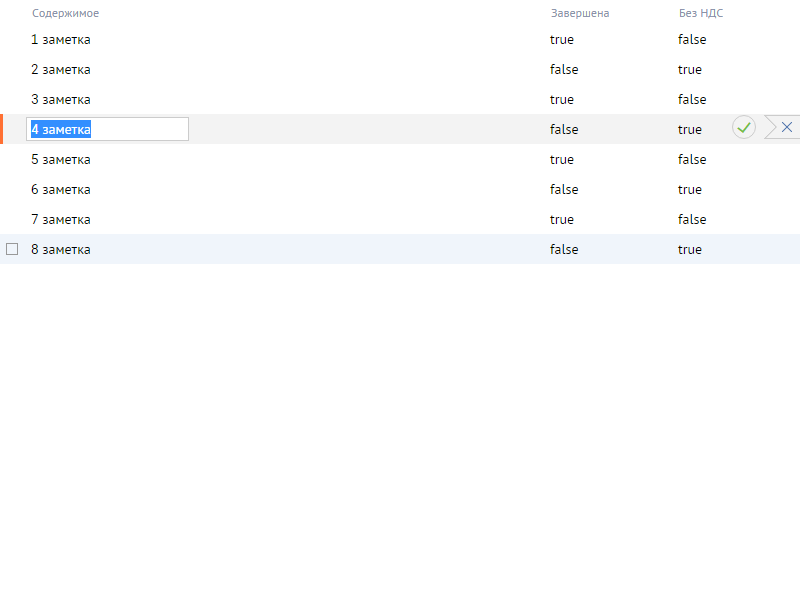 Содержимое Завершена Без НДС
1 заметка true false
2 заметка false true
3 заметка true false
4 заметка false true
5 заметка true false
6 заметка false true
7 заметка true false
8 заметка false true